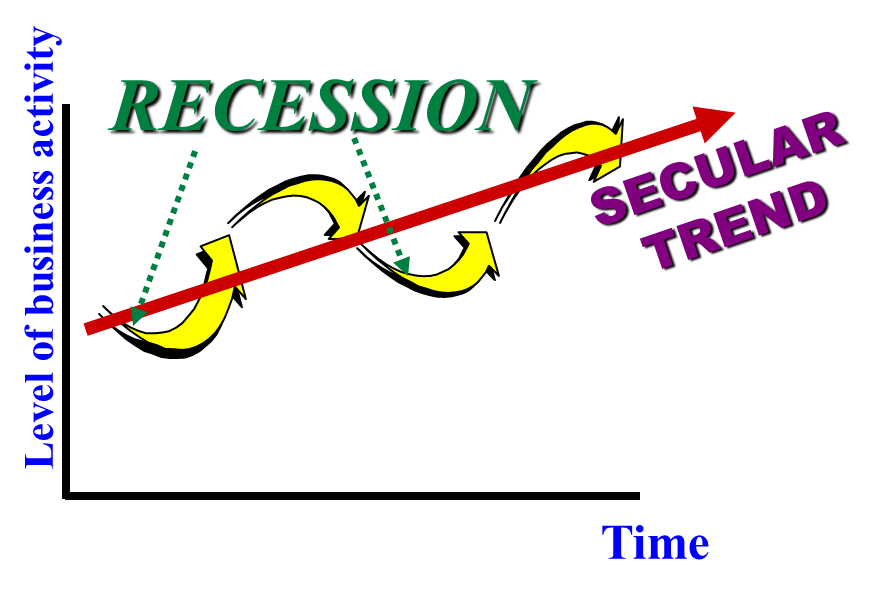 Level of business activity
RECESSION
SECULAR
TREND
Time